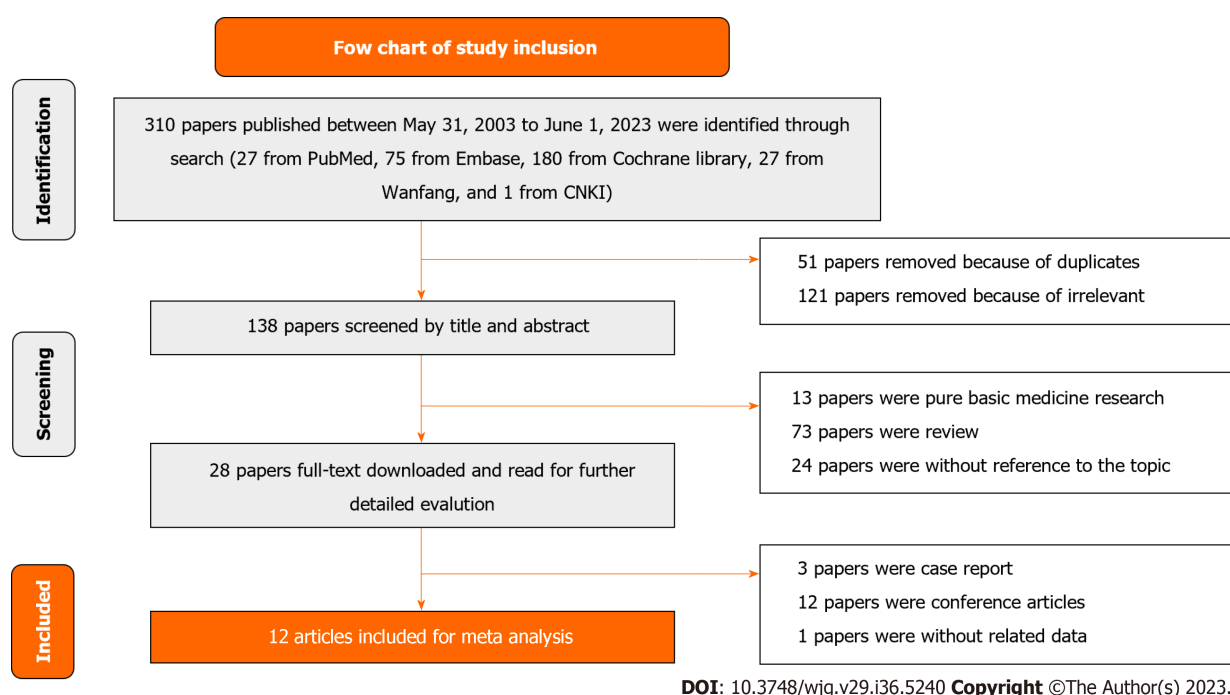 Fow chart of study inclusion
Identification
310 papers published between May 31, 2003 to June 1, 2023 were identified through
search (27 from PubMed, 75 from Embase, 180 from Cochrane library, 27 from
Wanfang, and 1 from CNKI)
51 papers removed because of duplicates
121 papers removed because of irrelevant
Screening
138 papers screened by title and abstract
13 papers were pure basic medicine research
73 papers were review
24 papers were without reference to the topic
28 papers full-text downloaded and read for further
detailed evalution
Included
3 papers were case report
12 papers were conference articles
1 papers were without related data
12 articles included for meta analysis
DOI: 10.3748/wjg.v29.i36.5240 Copyright ©The Author(s) 2023.